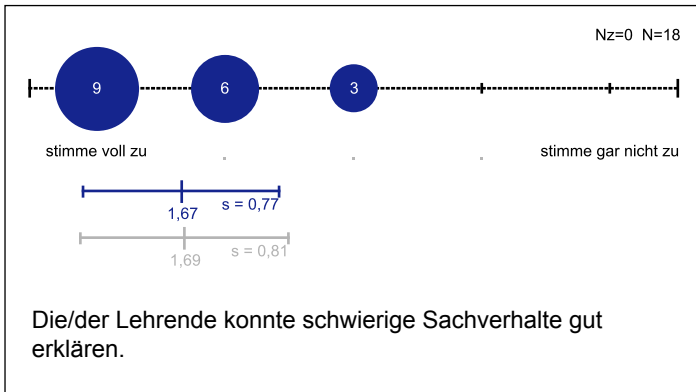 Nz=0 N=18
9 6 3
stimme voll zu stimme gar nicht zu
s = 0,77
1,67
s = 0,81
1,69
Die/der Lehrende konnte schwierige Sachverhalte gut
erklären.